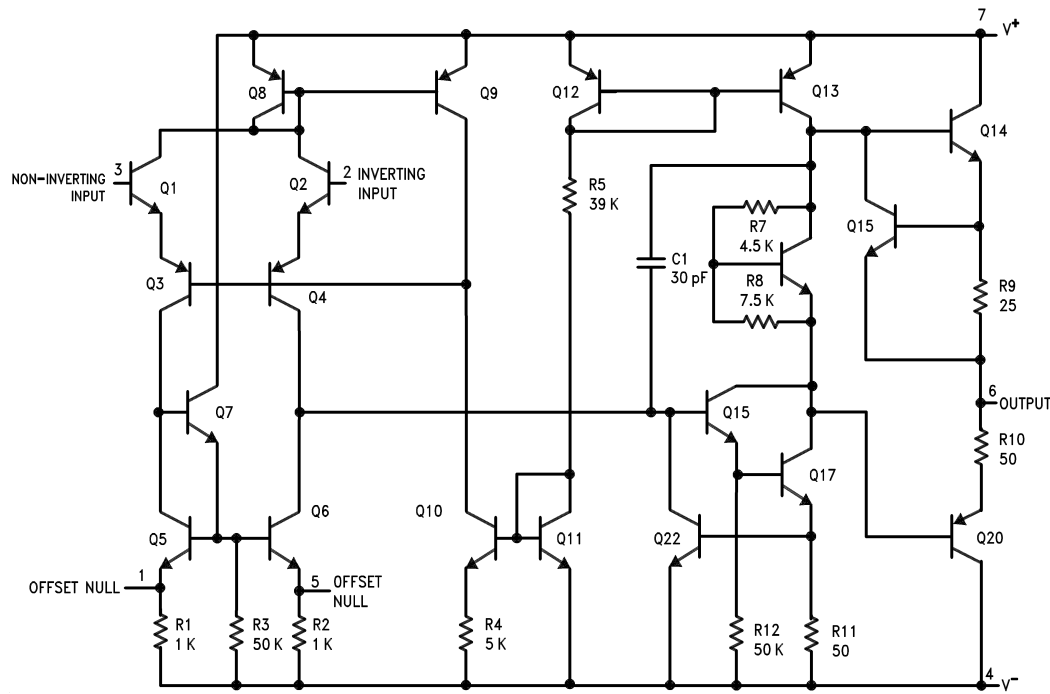 7
V+
Q8
Q9
Q12
Q13
Q14
3
NON-INVERTING
INPUT
Q1
Q2
2 INVERTING
INPUT
R5
39 K
R7
4.5 K
Q15
C1
30 pF
R8
7.5 K
Q3
Q4
R9
25
Q7
Q15
6
OUTPUT
R10
50
Q17
Q5
Q6
Q10
Q11
Q22
Q20
1
OFFSET NULL
5 OFFSET
NULL
R1
1 K
R3
50 K
R2
1 K
R4
5 K
R12
50 K
R11
50
4
V-